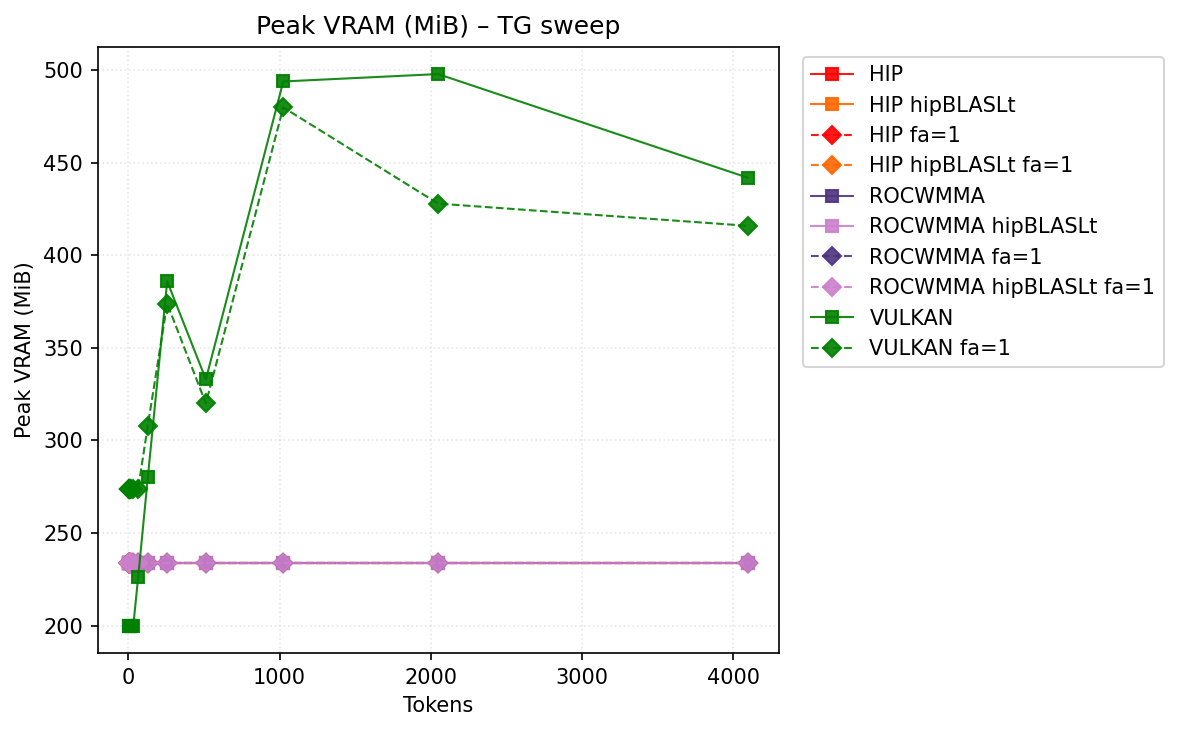 Peak VRAM (MiB) – TG sweep
500
450
400
350
300
250
200
Peak VRAM (MiB)
0
1000
2000
3000
4000
Tokens
HIP
HIP hipBLASLt
HIP fa=1
HIP hipBLASLt fa=1
ROCWMMA
ROCWMMA hipBLASLt
ROCWMMA fa=1
ROCWMMA hipBLASLt fa=1
VULKAN
VULKAN fa=1